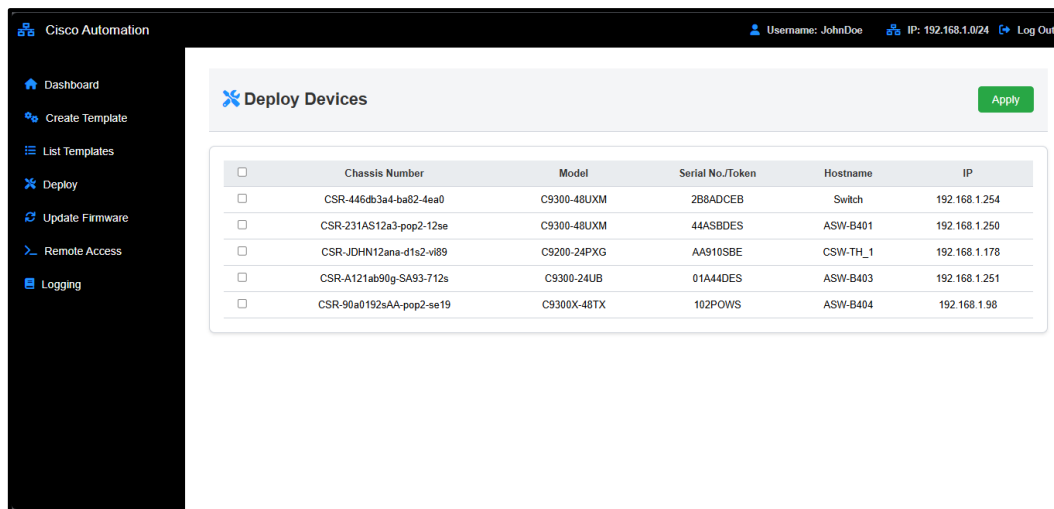 Cisco Automation
Username: JohnDoe IP: 192.168.1.0/24 Log Out
Dashboard
Create Template
List Templates
Deploy
Update Firmware
Remote Access
Logging
Deploy Devices
Apply
Chassis Number Model Serial No./Token Hostname IP
CSR-446db3a4-ba82-4ea0 C9300-48UXM 2B8ADCEB Switch 192.168.1.254
CSR-231AS12a3-pop2-12se C9300-48UXM 44ASBDES ASW-B401 192.168.1.250
CSR-JDHN12ana-d1s2-vi89 C9200-24PXG AA910SBE CSW-TH_1 192.168.1.178
CSR-A121ab90g-SA93-712s C9300-24UB 01A44DES ASW-B403 192.168.1.251
CSR-90a0192sAA-pop2-se19 C9300X-48TX 102POWS ASW-B404 192.168.1.98